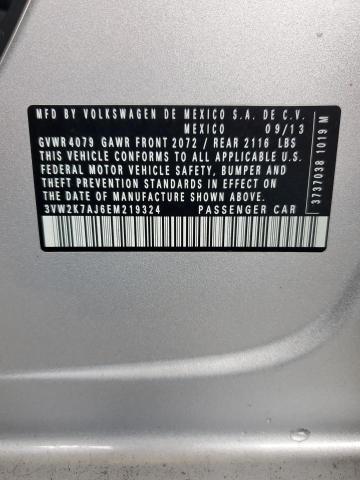 MFD BY VOLKSWAGEN DE MEXICO S.A. DE C.V.
MEXICO 09/13
GVWR 4079 GAWR FRONT 2072 / REAR 2116 LBS
THIS VEHICLE CONFORMS TO ALL APPLICABLE U.S.
FEDERAL MOTOR VEHICLE SAFETY, BUMPER AND
THEFT PREVENTION STANDARDS IN EFFECT ON
THE DATE OF MANUFACTURE SHOWN ABOVE.
3VW2K7AJ6EM219324 PASSENGER CAR
3737038 1019 M